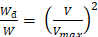 W_d/W = (V/V_max)^2